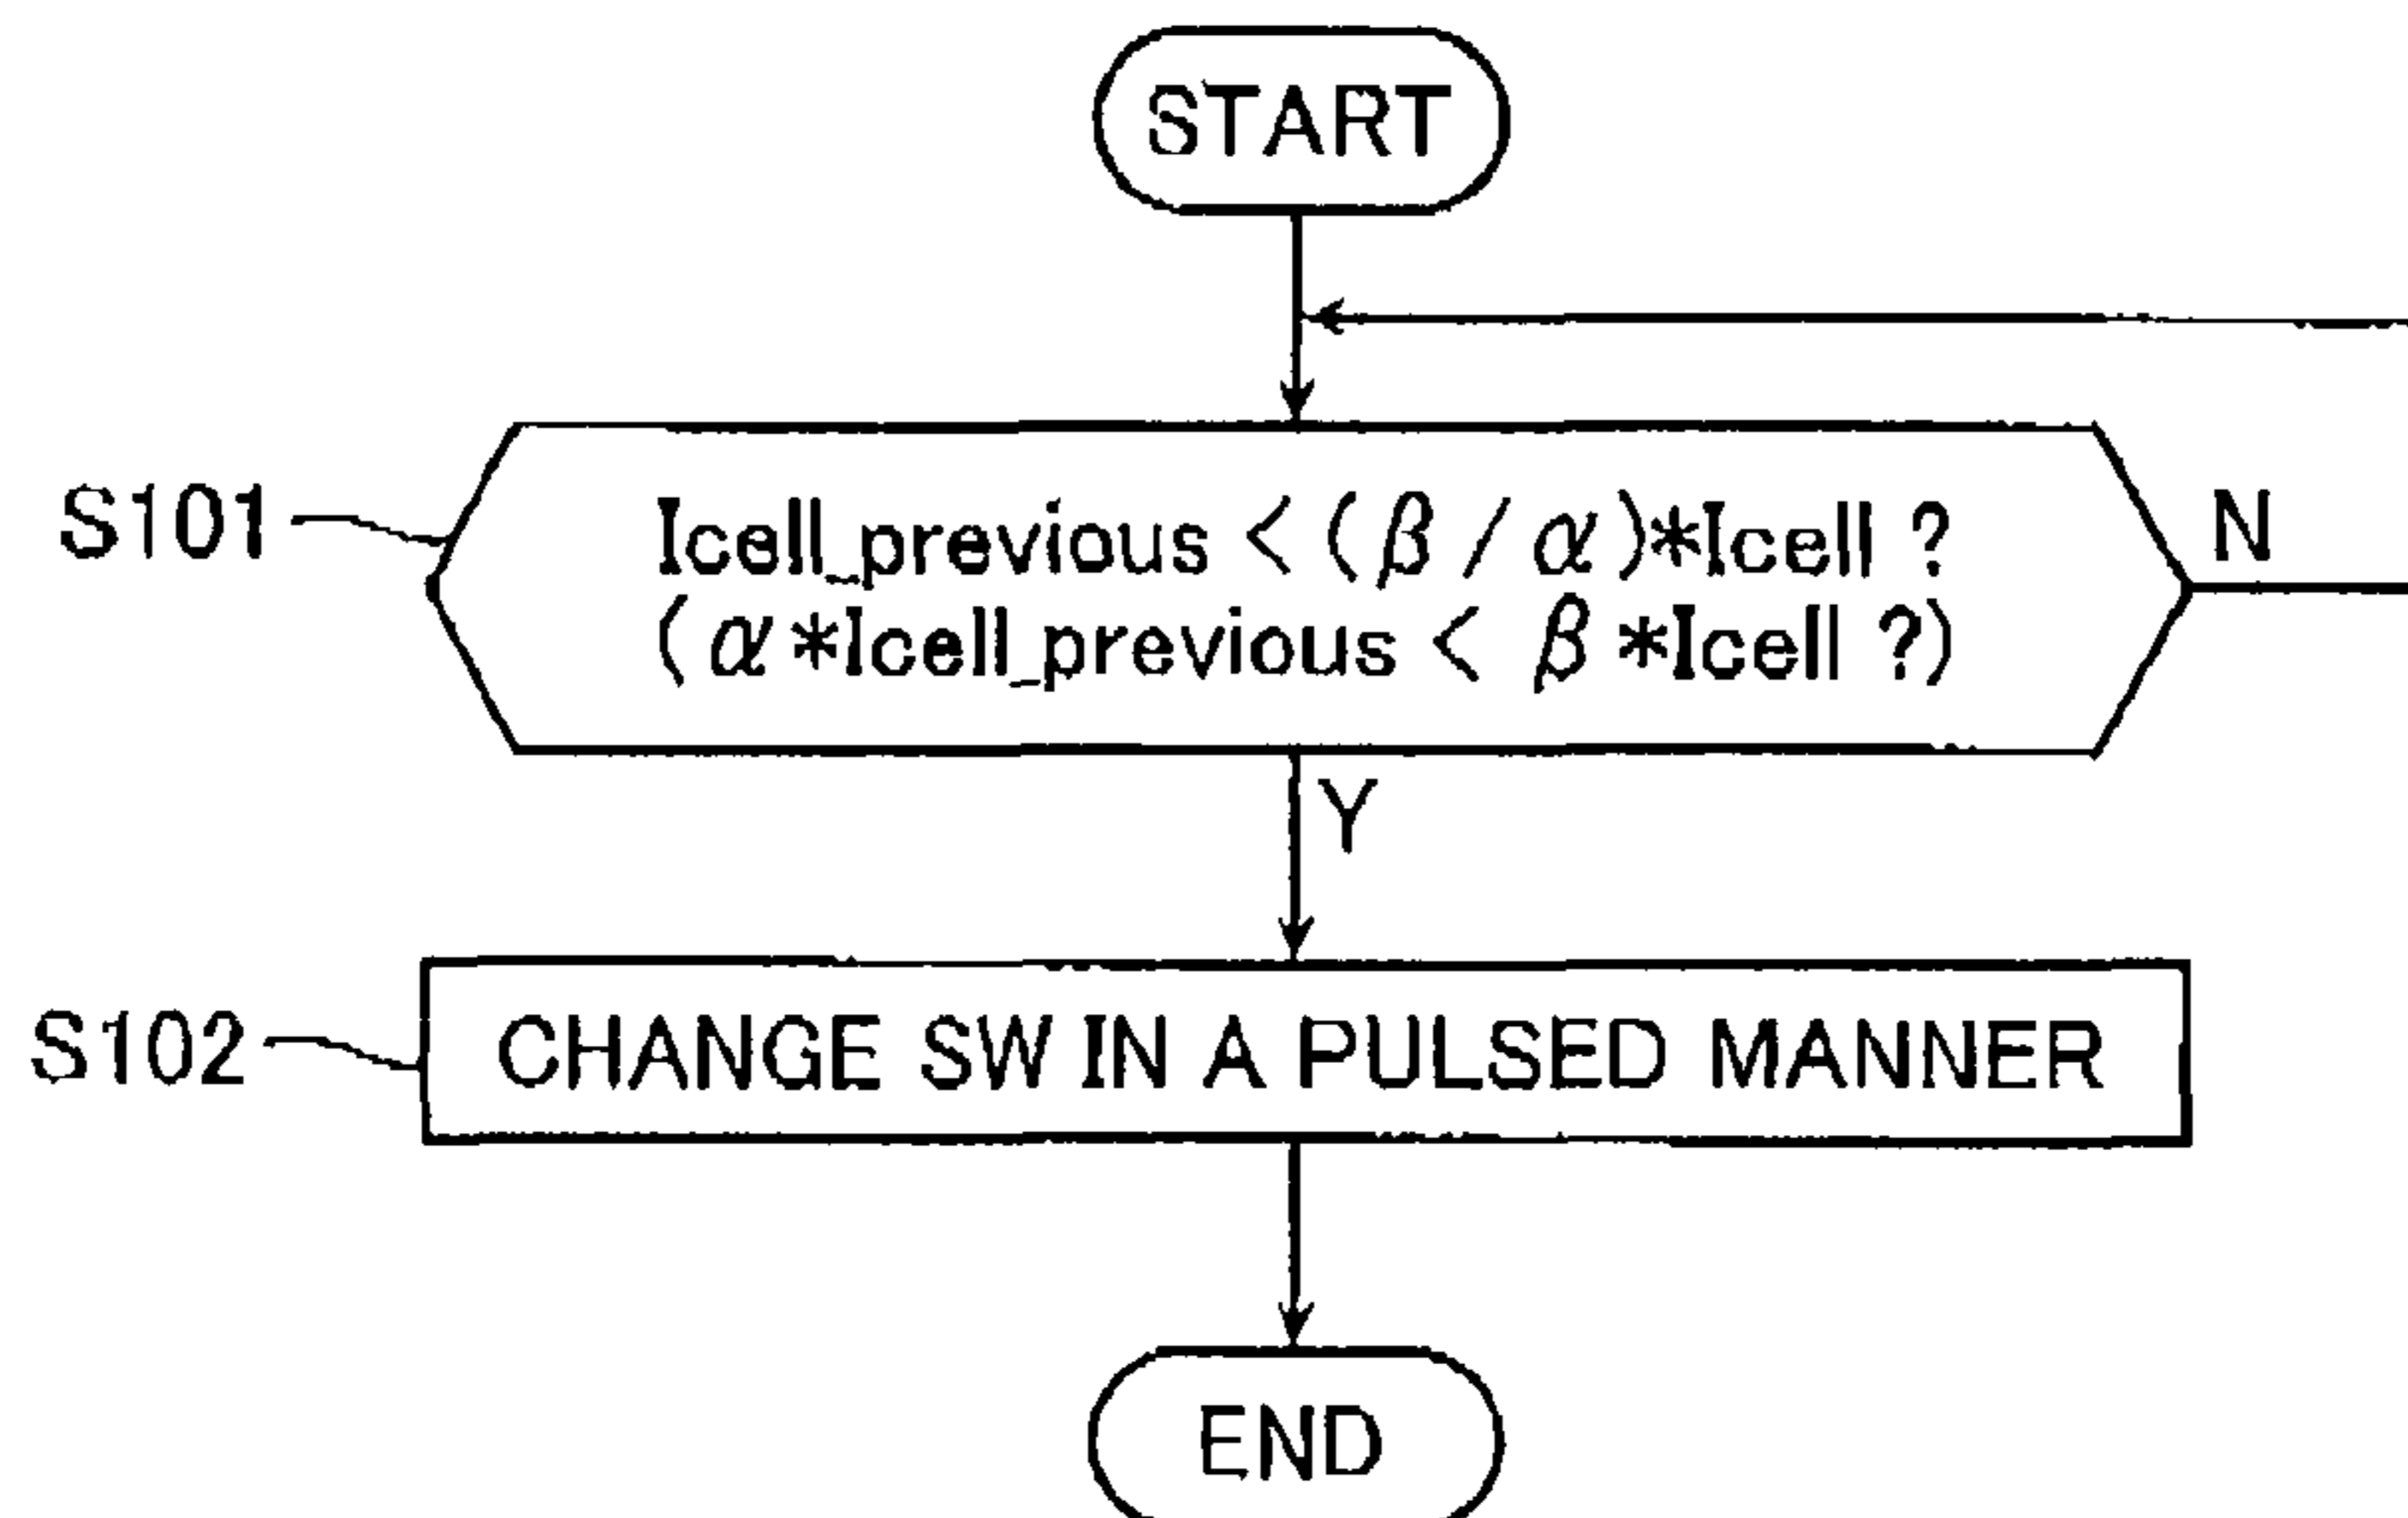 START
S101
Icell_previous < (β/α)*Icell ?
(α*Icell_previous < β*Icell ?)
N
Y
S102
CHANGE SW IN A PULSED MANNER
END